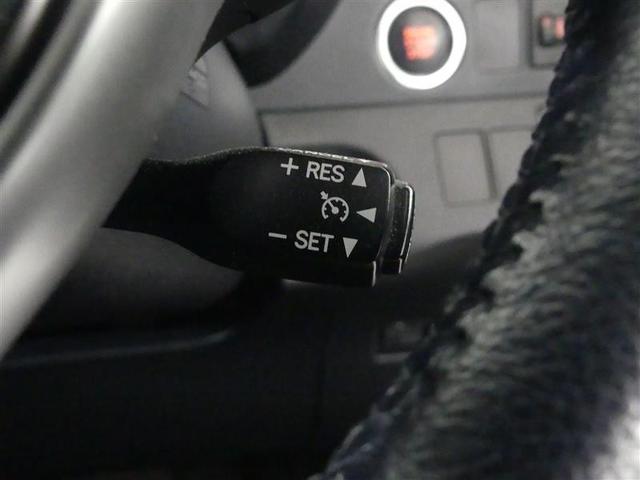 + RES ▲
◀
− SET ▼